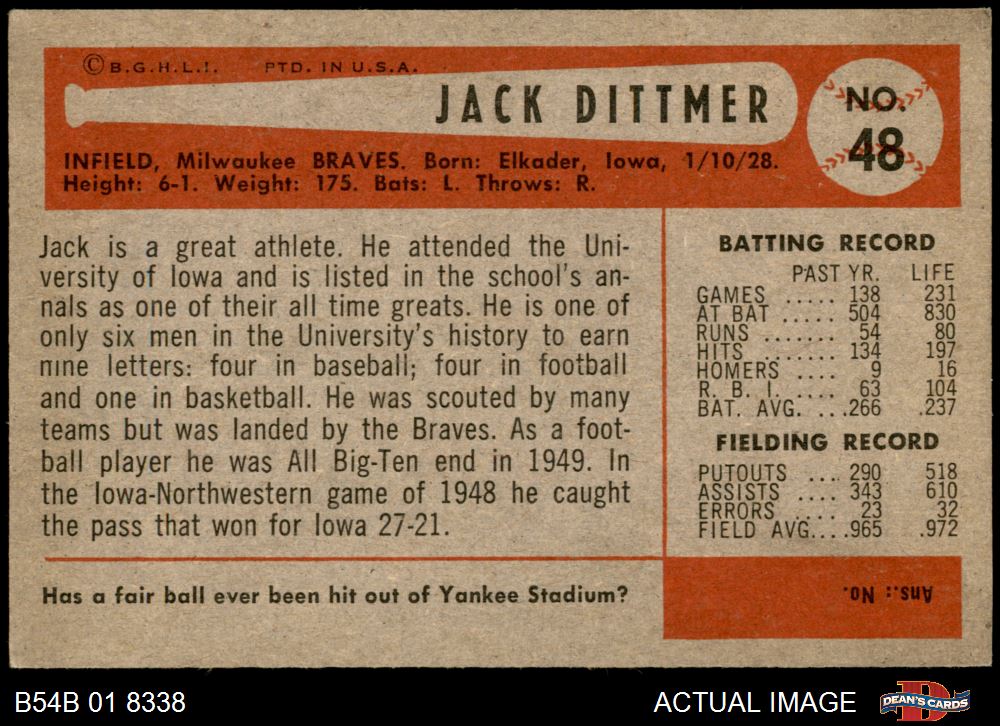 ©B.G.H.L.I. PTD. IN U.S.A.
JACK DITTMER
NO.
48
INFIELD, Milwaukee BRAVES. Born: Elkader, Iowa, 1/10/28.
Height: 6-1. Weight: 175. Bats: L. Throws: R.
Jack is a great athlete. He attended the Uni-
versity of Iowa and is listed in the school's an-
nals as one of their all time greats. He is one of
only six men in the University's history to earn
nine letters: four in baseball; four in football
and one in basketball. He was scouted by many
teams but was landed by the Braves. As a foot-
ball player he was All Big-Ten end in 1949. In
the Iowa-Northwestern game of 1948 he caught
the pass that won for Iowa 27-21.
BATTING RECORD
PAST YR. LIFE
GAMES ..... 138 231
AT BAT ..... 504 830
RUNS ....... 54 80
HITS ....... 134 197
HOMERS .... 9 16
R. B. I. .... 63 104
BAT. AVG. ...266 .237
FIELDING RECORD
PUTOUTS .... 290 518
ASSISTS .... 343 610
ERRORS .... 23 32
FIELD AVG....965 .972
Has a fair ball ever been hit out of Yankee Stadium?
Ans.: No.
B54B 01 8338
ACTUAL IMAGE
D
DEAN'S CARDS